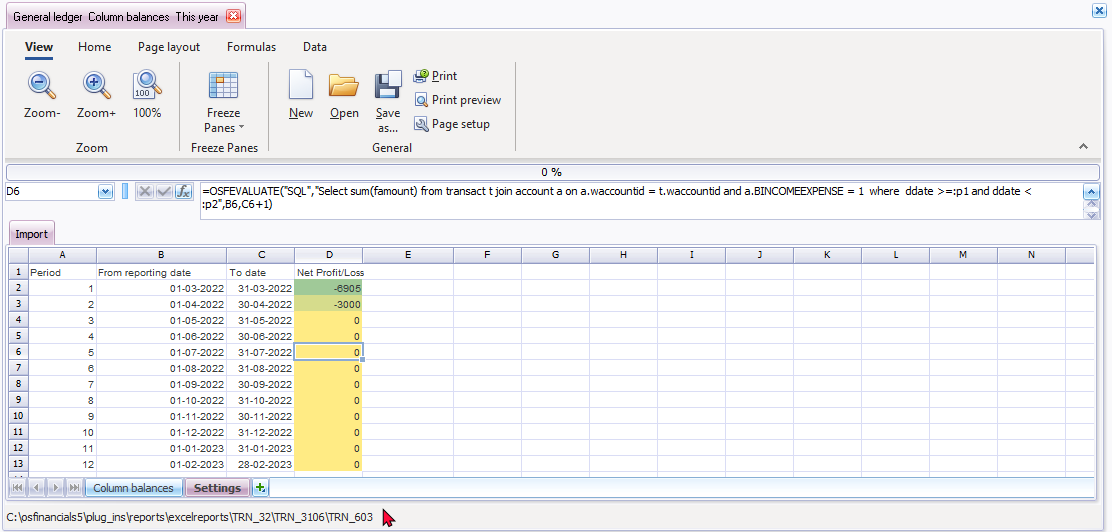 General ledger Column balances This year
View Home Page layout Formulas Data
Zoom- Zoom+ 100% Freeze Panes New Open Save as... Print
Print preview
Page setup
Zoom Freeze Panes General
0 %
D6 =OSFEVALUATE("SQL","Select sum(famount) from transact t join account a on a.waccountid = t.waccountid and a.BINCOMEEXPENSE = 1 where ddate >=:p1 and ddate <
:p2",B6,C6+1)
Import
A B C D E F G H I J K L M N
1 Period From reporting date To date Net Profit/Loss
2 1 01-03-2022 31-03-2022 -6905
3 2 01-04-2022 30-04-2022 -3000
4 3 01-05-2022 31-05-2022 0
5 4 01-06-2022 30-06-2022 0
6 5 01-07-2022 31-07-2022 0
7 6 01-08-2022 31-08-2022 0
8 7 01-09-2022 30-09-2022 0
9 8 01-10-2022 31-10-2022 0
10 9 01-11-2022 30-11-2022 0
11 10 01-12-2022 31-12-2022 0
12 11 01-01-2023 31-01-2023 0
13 12 01-02-2023 28-02-2023 0
Column balances Settings
C:\osfinancials5\plug_ins\reports\excelreports\TRN_32\TRN_3106\TRN_603